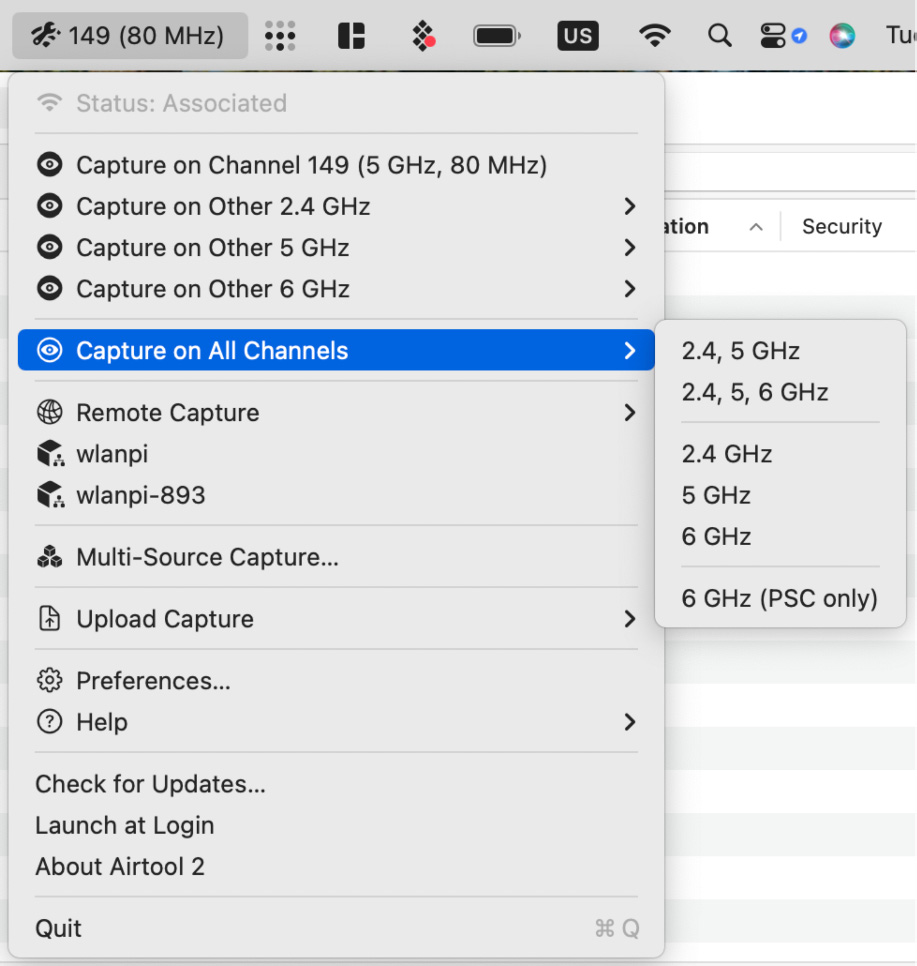 149 (80 MHz)
US
Tu
Status: Associated
Capture on Channel 149 (5 GHz, 80 MHz)
Capture on Other 2.4 GHz
Capture on Other 5 GHz
Capture on Other 6 GHz
ation
Security
Capture on All Channels
2.4, 5 GHz
2.4, 5, 6 GHz
2.4 GHz
5 GHz
6 GHz
6 GHz (PSC only)
Remote Capture
wlanpi
wlanpi-893
Multi-Source Capture...
Upload Capture
Preferences...
Help
Check for Updates...
Launch at Login
About Airtool 2
Quit
⌘ Q